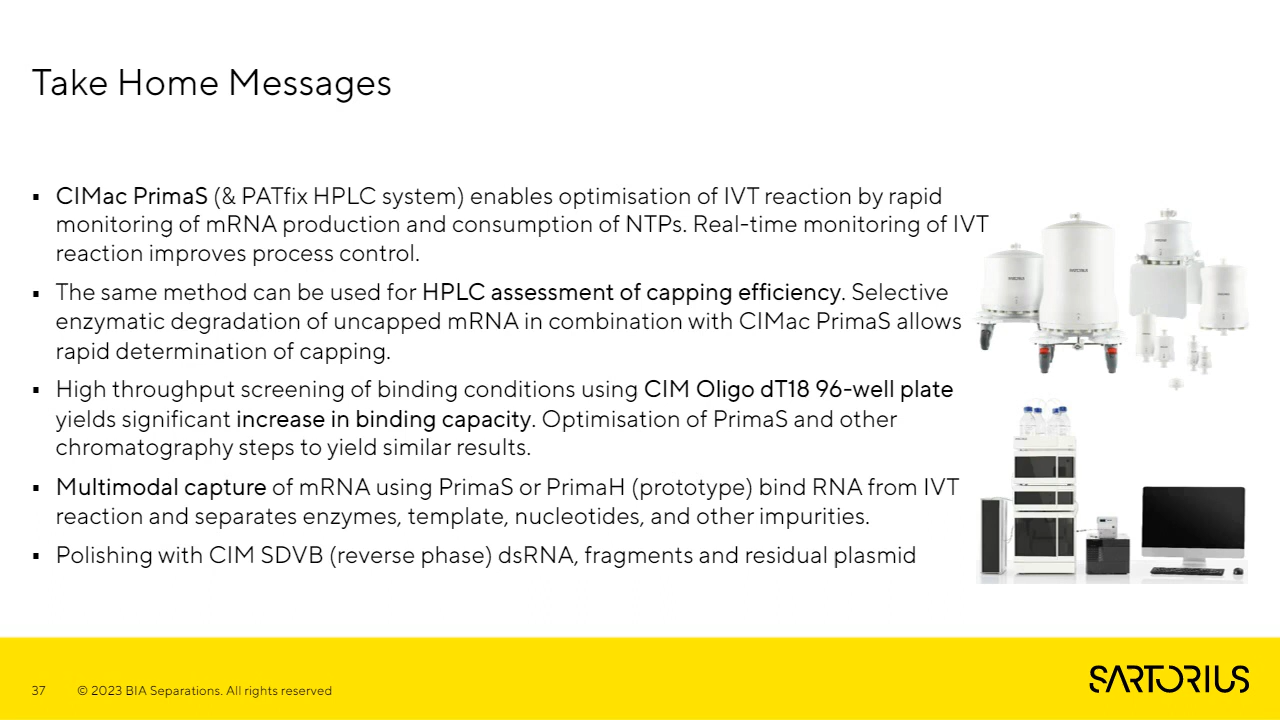 Take Home Messages
▪ CIMac PrimaS (& PATfix HPLC system) enables optimisation of IVT reaction by rapid
monitoring of mRNA production and consumption of NTPs. Real-time monitoring of IVT
reaction improves process control.
▪ The same method can be used for HPLC assessment of capping efficiency. Selective
enzymatic degradation of uncapped mRNA in combination with CIMac PrimaS allows
rapid determination of capping.
▪ High throughput screening of binding conditions using CIM Oligo dT18 96-well plate
yields significant increase in binding capacity. Optimisation of PrimaS and other
chromatography steps to yield similar results.
▪ Multimodal capture of mRNA using PrimaS or PrimaH (prototype) bind RNA from IVT
reaction and separates enzymes, template, nucleotides, and other impurities.
▪ Polishing with CIM SDVB (reverse phase) dsRNA, fragments and residual plasmid
37 © 2023 BIA Separations. All rights reserved
SARTORIUS